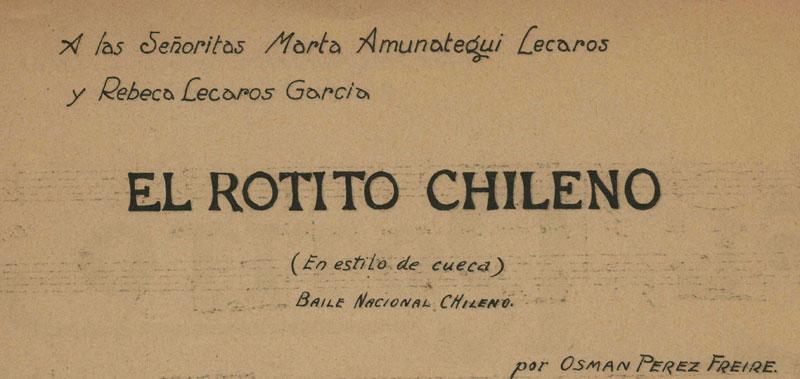 A las Señoritas Marta Amunategui Lecaros
y Rebeca Lecaros Garcia
EL ROTITO CHILENO
(En estilo de cueca)
BAILE NACIONAL CHILENO.
por OSMAN PEREZ FREIRE.